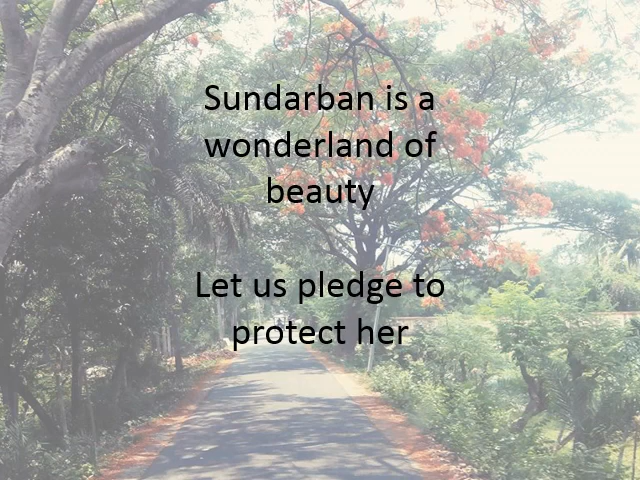 Sundarban is a
wonderland of
beauty
Let us pledge to
protect her